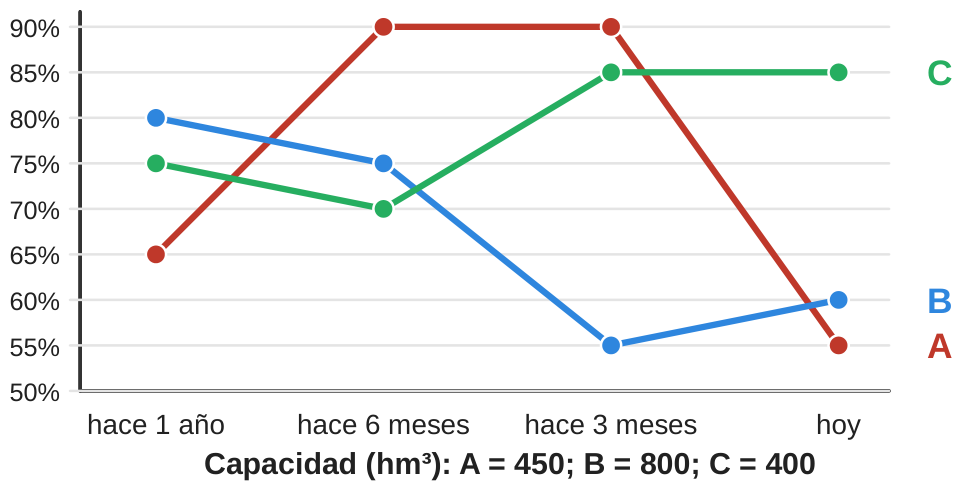 90%
85%
80%
75%
70%
65%
60%
55%
50%
C
B
A
hace 1 año hace 6 meses hace 3 meses hoy
Capacidad (hm³): A = 450; B = 800; C = 400